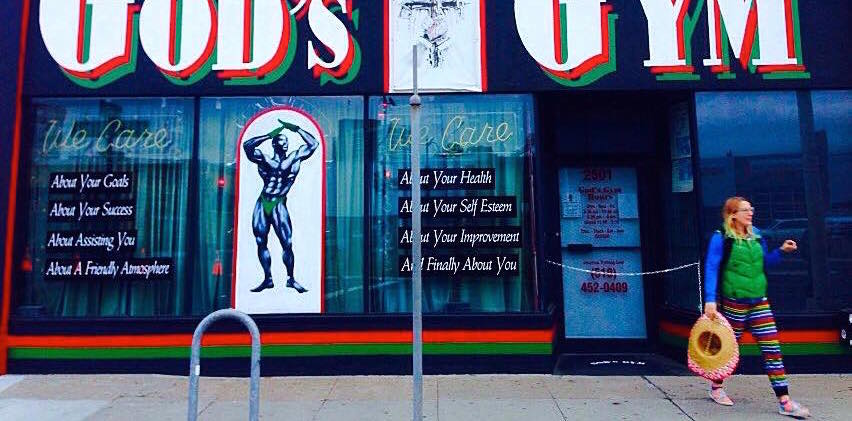 GOD'S GYM
We Care
About Your Goals
About Your Success
About Assisting You
About A Friendly Atmosphere
We Care
About Your Health
About Your Self Esteem
About Your Improvement
And Finally About You
2501
God's Gym
Hours
(510)
452-0409
GOD'S GYM